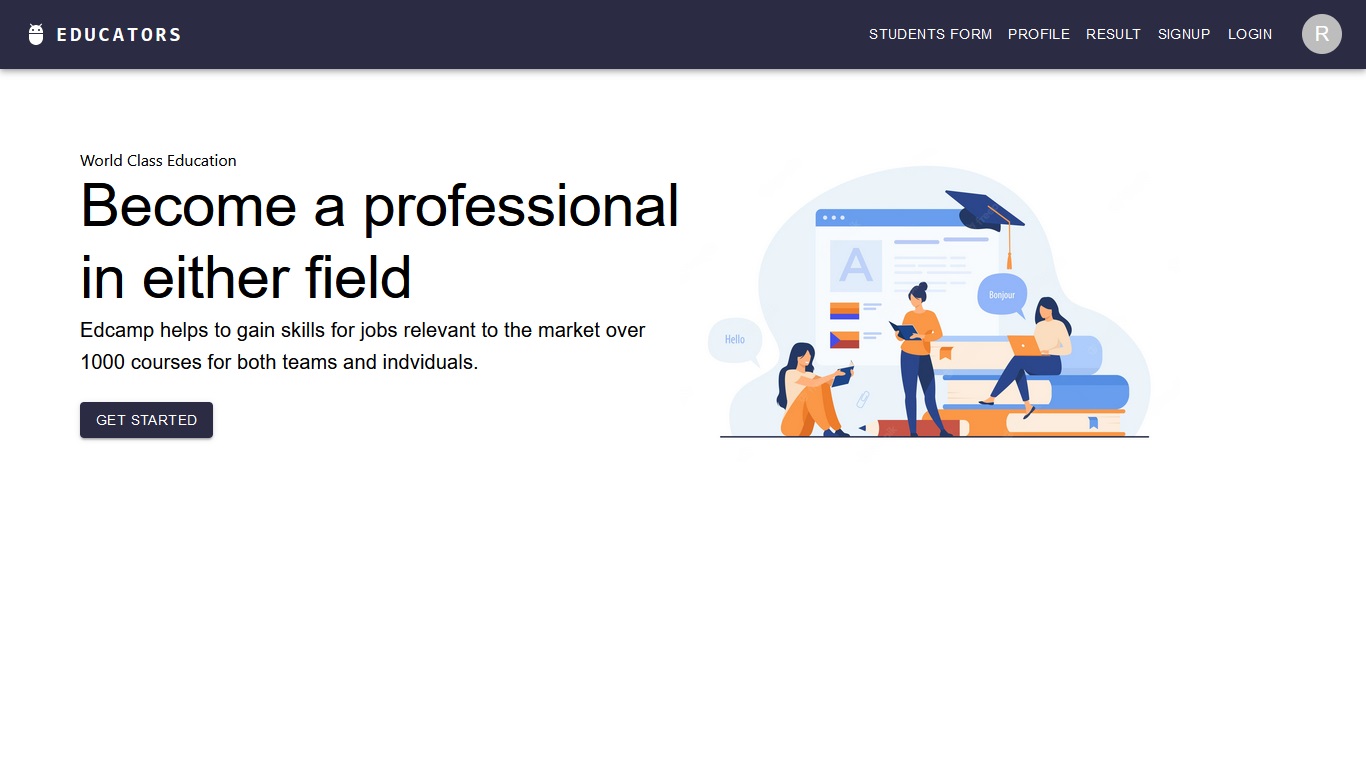 EDUCATORS
STUDENTS FORM PROFILE RESULT SIGNUP LOGIN R
World Class Education
Become a professional
in either field
Edcamp helps to gain skills for jobs relevant to the market over
1000 courses for both teams and indviduals.
GET STARTED
A
Bonjour
Hello